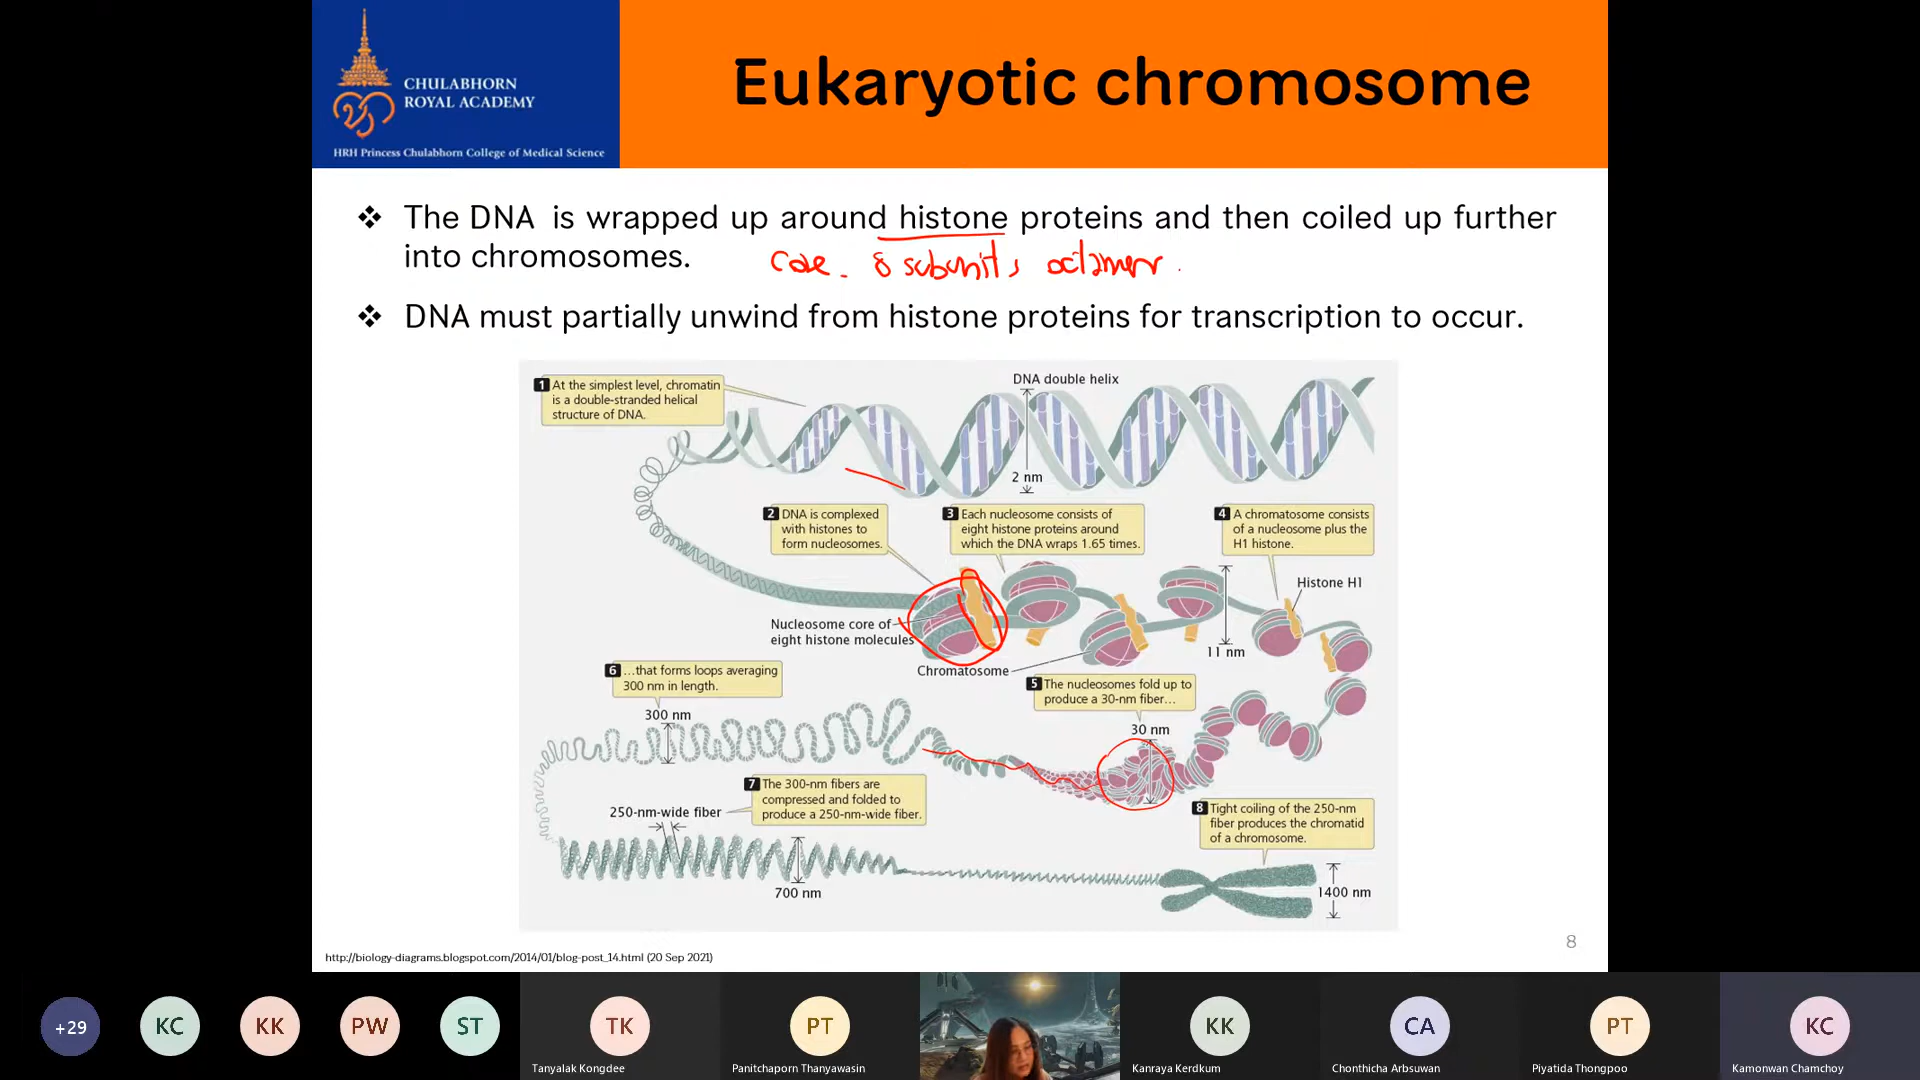 CHULABHORN
ROYAL ACADEMY
HRH Princess Chulabhorn College of Medical Science
Eukaryotic chromosome
❖ The DNA is wrapped up around histone proteins and then coiled up further
into chromosomes.
core - 8 subunits octamer .
❖ DNA must partially unwind from histone proteins for transcription to occur.
1 At the simplest level, chromatin
is a double-stranded helical
structure of DNA.
DNA double helix
2 nm
2 DNA is complexed
with histones to
form nucleosomes.
3 Each nucleosome consists of
eight histone proteins around
which the DNA wraps 1.65 times.
4 A chromatosome consists
of a nucleosome plus the
H1 histone.
Histone H1
Nucleosome core of
eight histone molecules
Chromatosome
11 nm
6 ...that forms loops averaging
300 nm in length.
300 nm
5 The nucleosomes fold up to
produce a 30-nm fiber...
30 nm
7 The 300-nm fibers are
compressed and folded to
produce a 250-nm-wide fiber.
250-nm-wide fiber
8 Tight coiling of the 250-nm
fiber produces the chromatid
of a chromosome.
700 nm
1400 nm
8
http://biology-diagrams.blogspot.com/2014/01/blog-post_14.html (20 Sep 2021)
+29
KC
KK
PW
ST
TK
PT
KK
CA
PT
KC
Tanyalak Kongdee
Panitchaporn Thanyawasin
Kanraya Kerdkum
Chonthicha Arbsuwan
Piyatida Thongpoo
Kamonwan Chamchoy